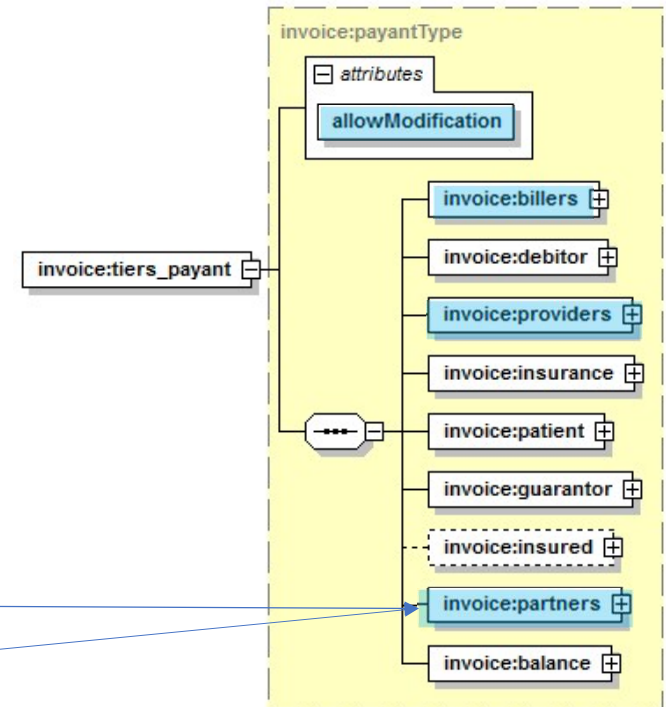 invoice:payantType
attributes
allowModification
invoice:billers
invoice:debitor
invoice:tiers_payant
invoice:providers
invoice:insurance
invoice:patient
invoice:guarantor
invoice:insured
invoice:partners
invoice:balance